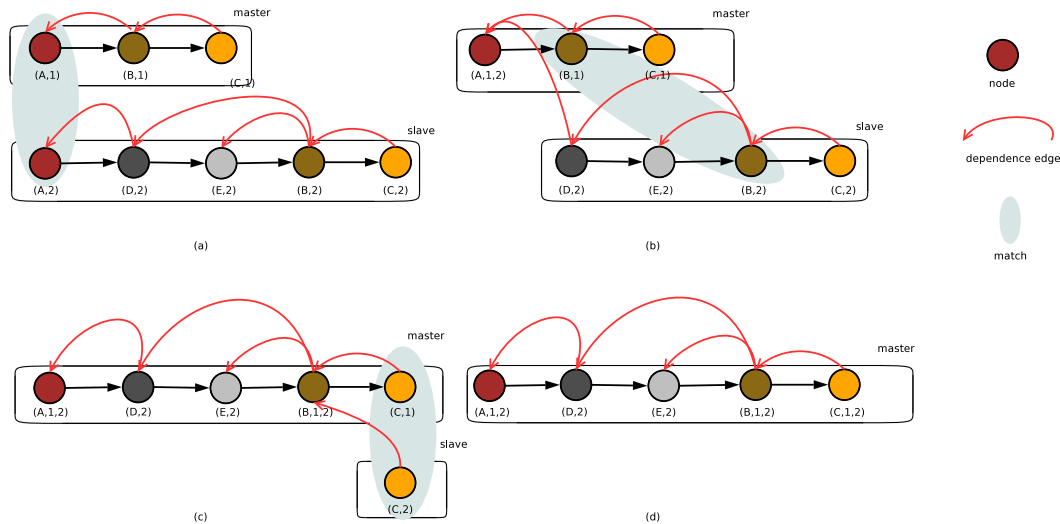 master
(A,1)
(B,1)
(C,1)
slave
(A,2)
(D,2)
(E,2)
(B,2)
(C,2)
(a)
master
(A,1,2)
(B,1)
(C,1)
slave
(D,2)
(E,2)
(B,2)
(C,2)
(b)
node
dependence edge
match
master
(A,1,2)
(D,2)
(E,2)
(B,1,2)
(C,1)
slave
(C,2)
(c)
master
(A,1,2)
(D,2)
(E,2)
(B,1,2)
(C,1,2)
(d)